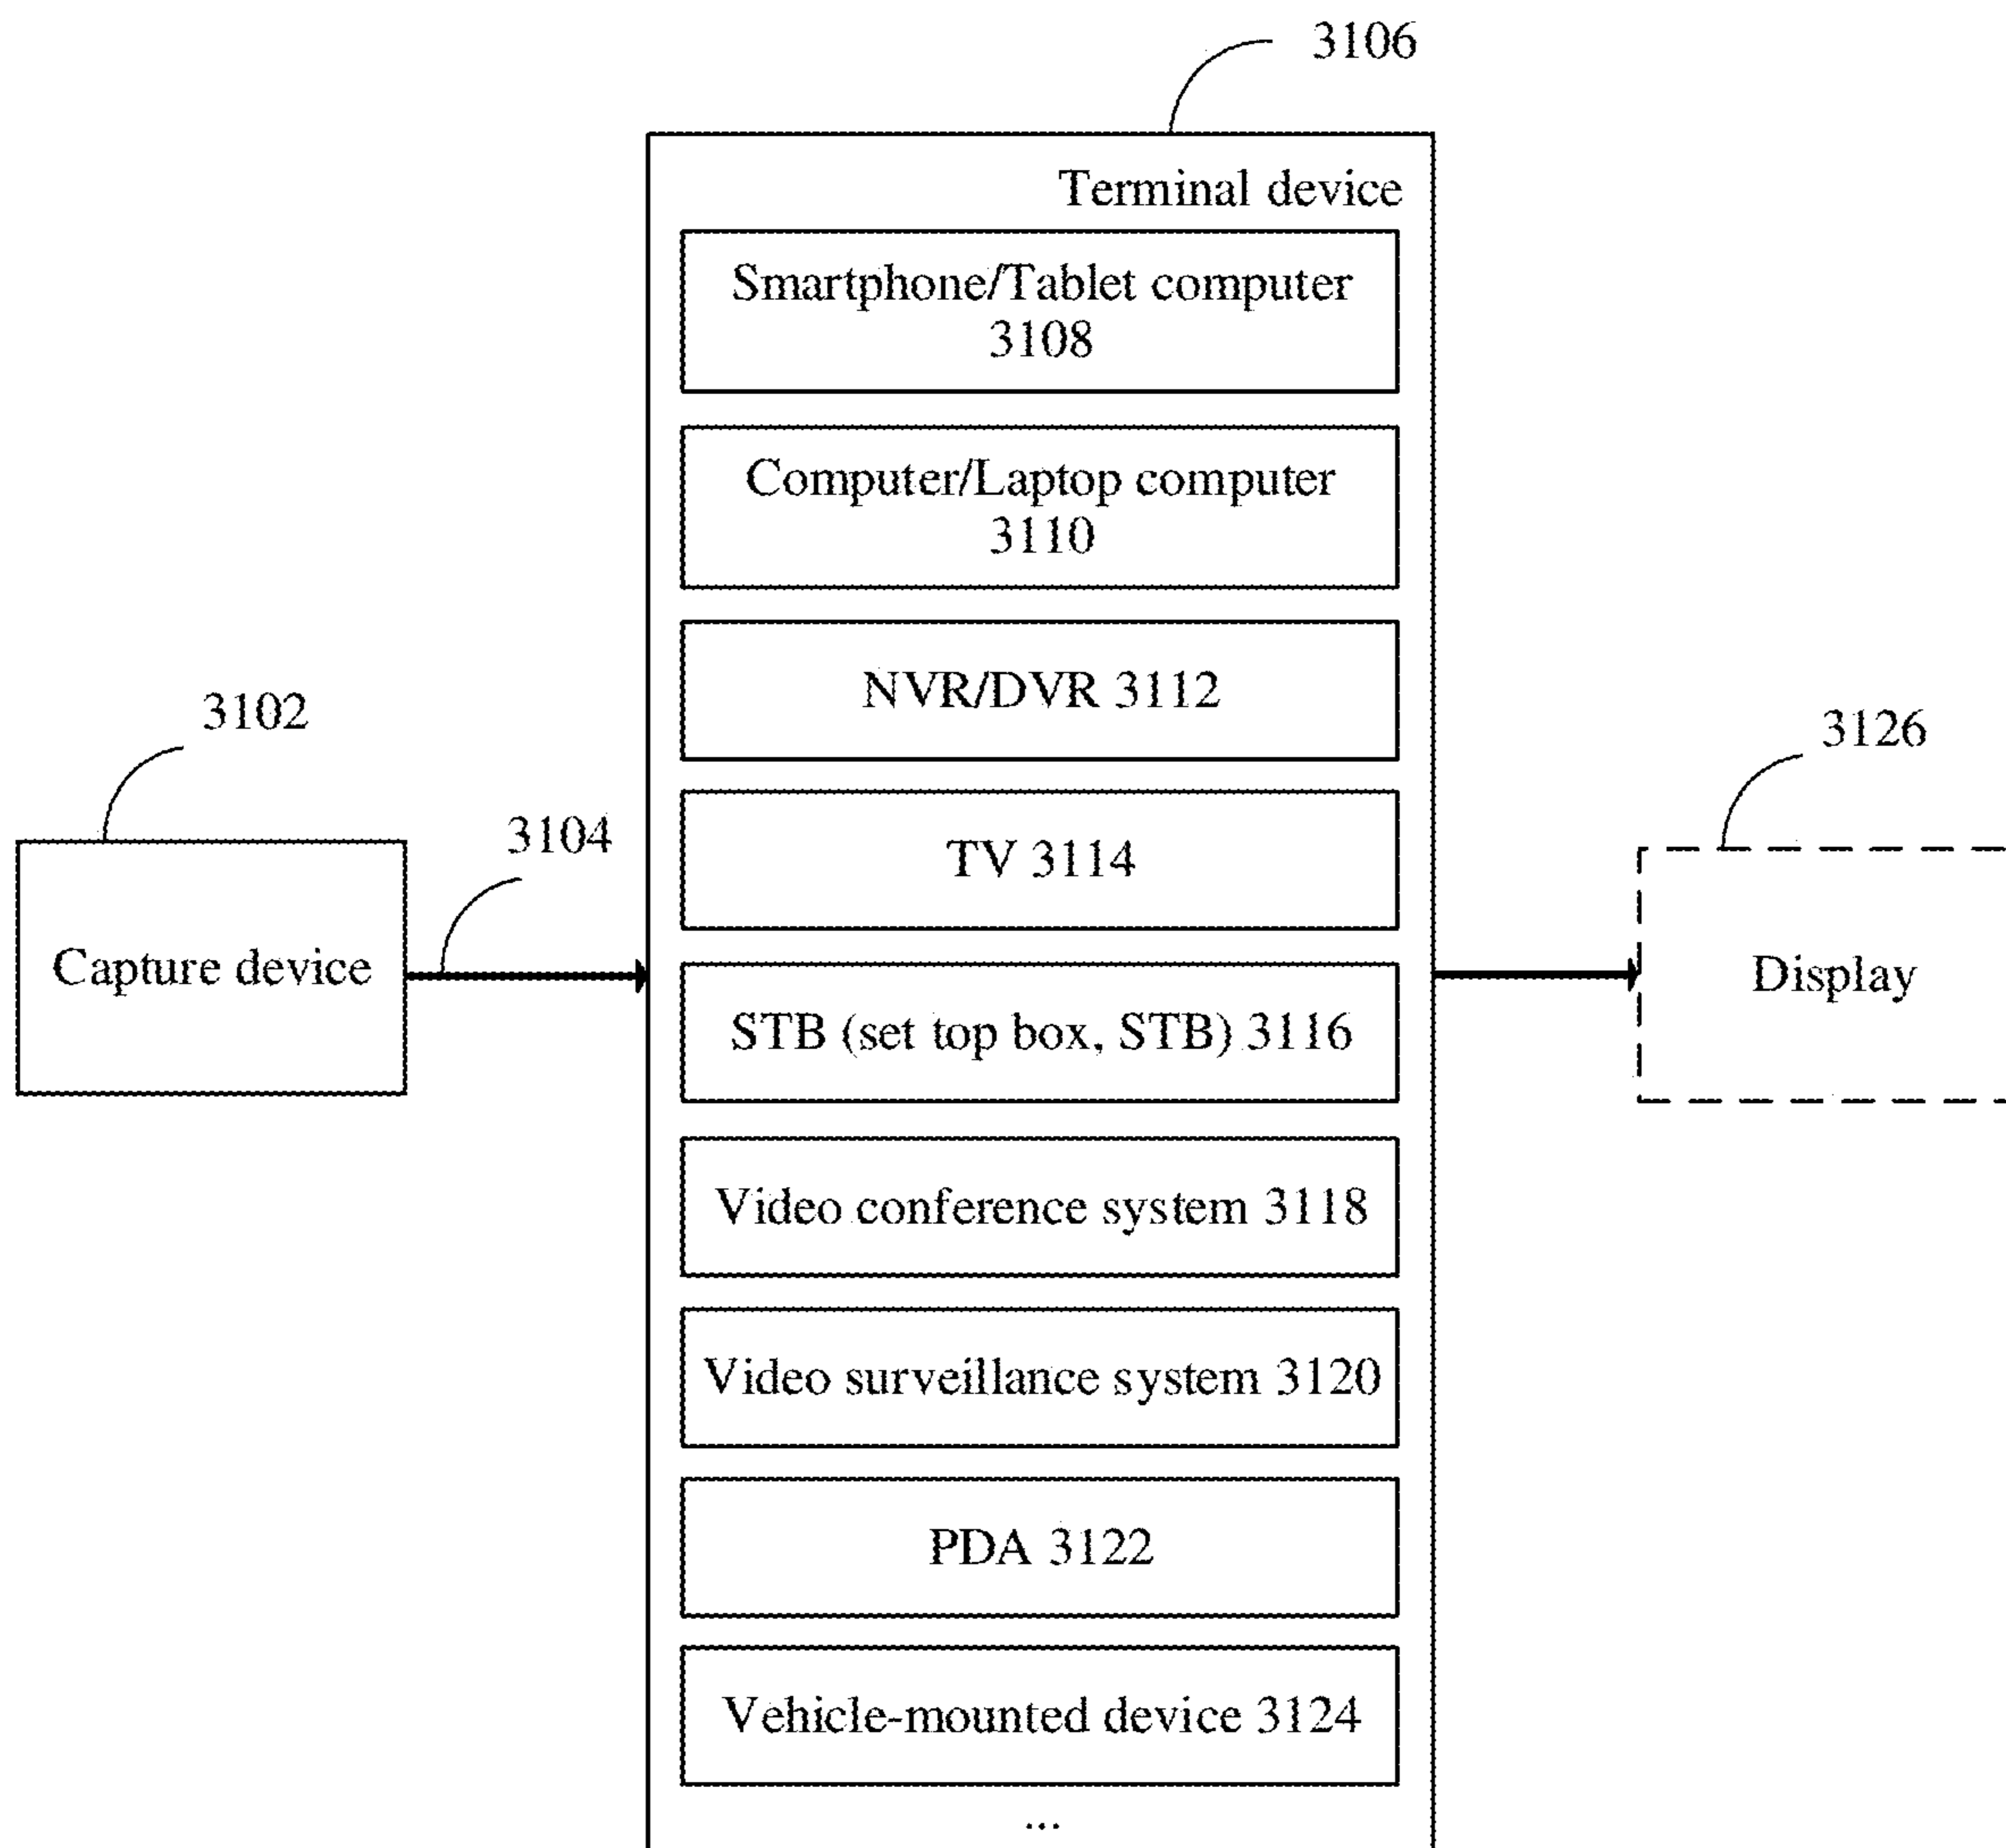 3106
Terminal device
Smartphone/Tablet computer
3108
Computer/Laptop computer
3110
NVR/DVR 3112
3102
3126
3104
TV 3114
Capture device
Display
STB (set top box, STB) 3116
Video conference system 3118
Video surveillance system 3120
PDA 3122
Vehicle-mounted device 3124
...